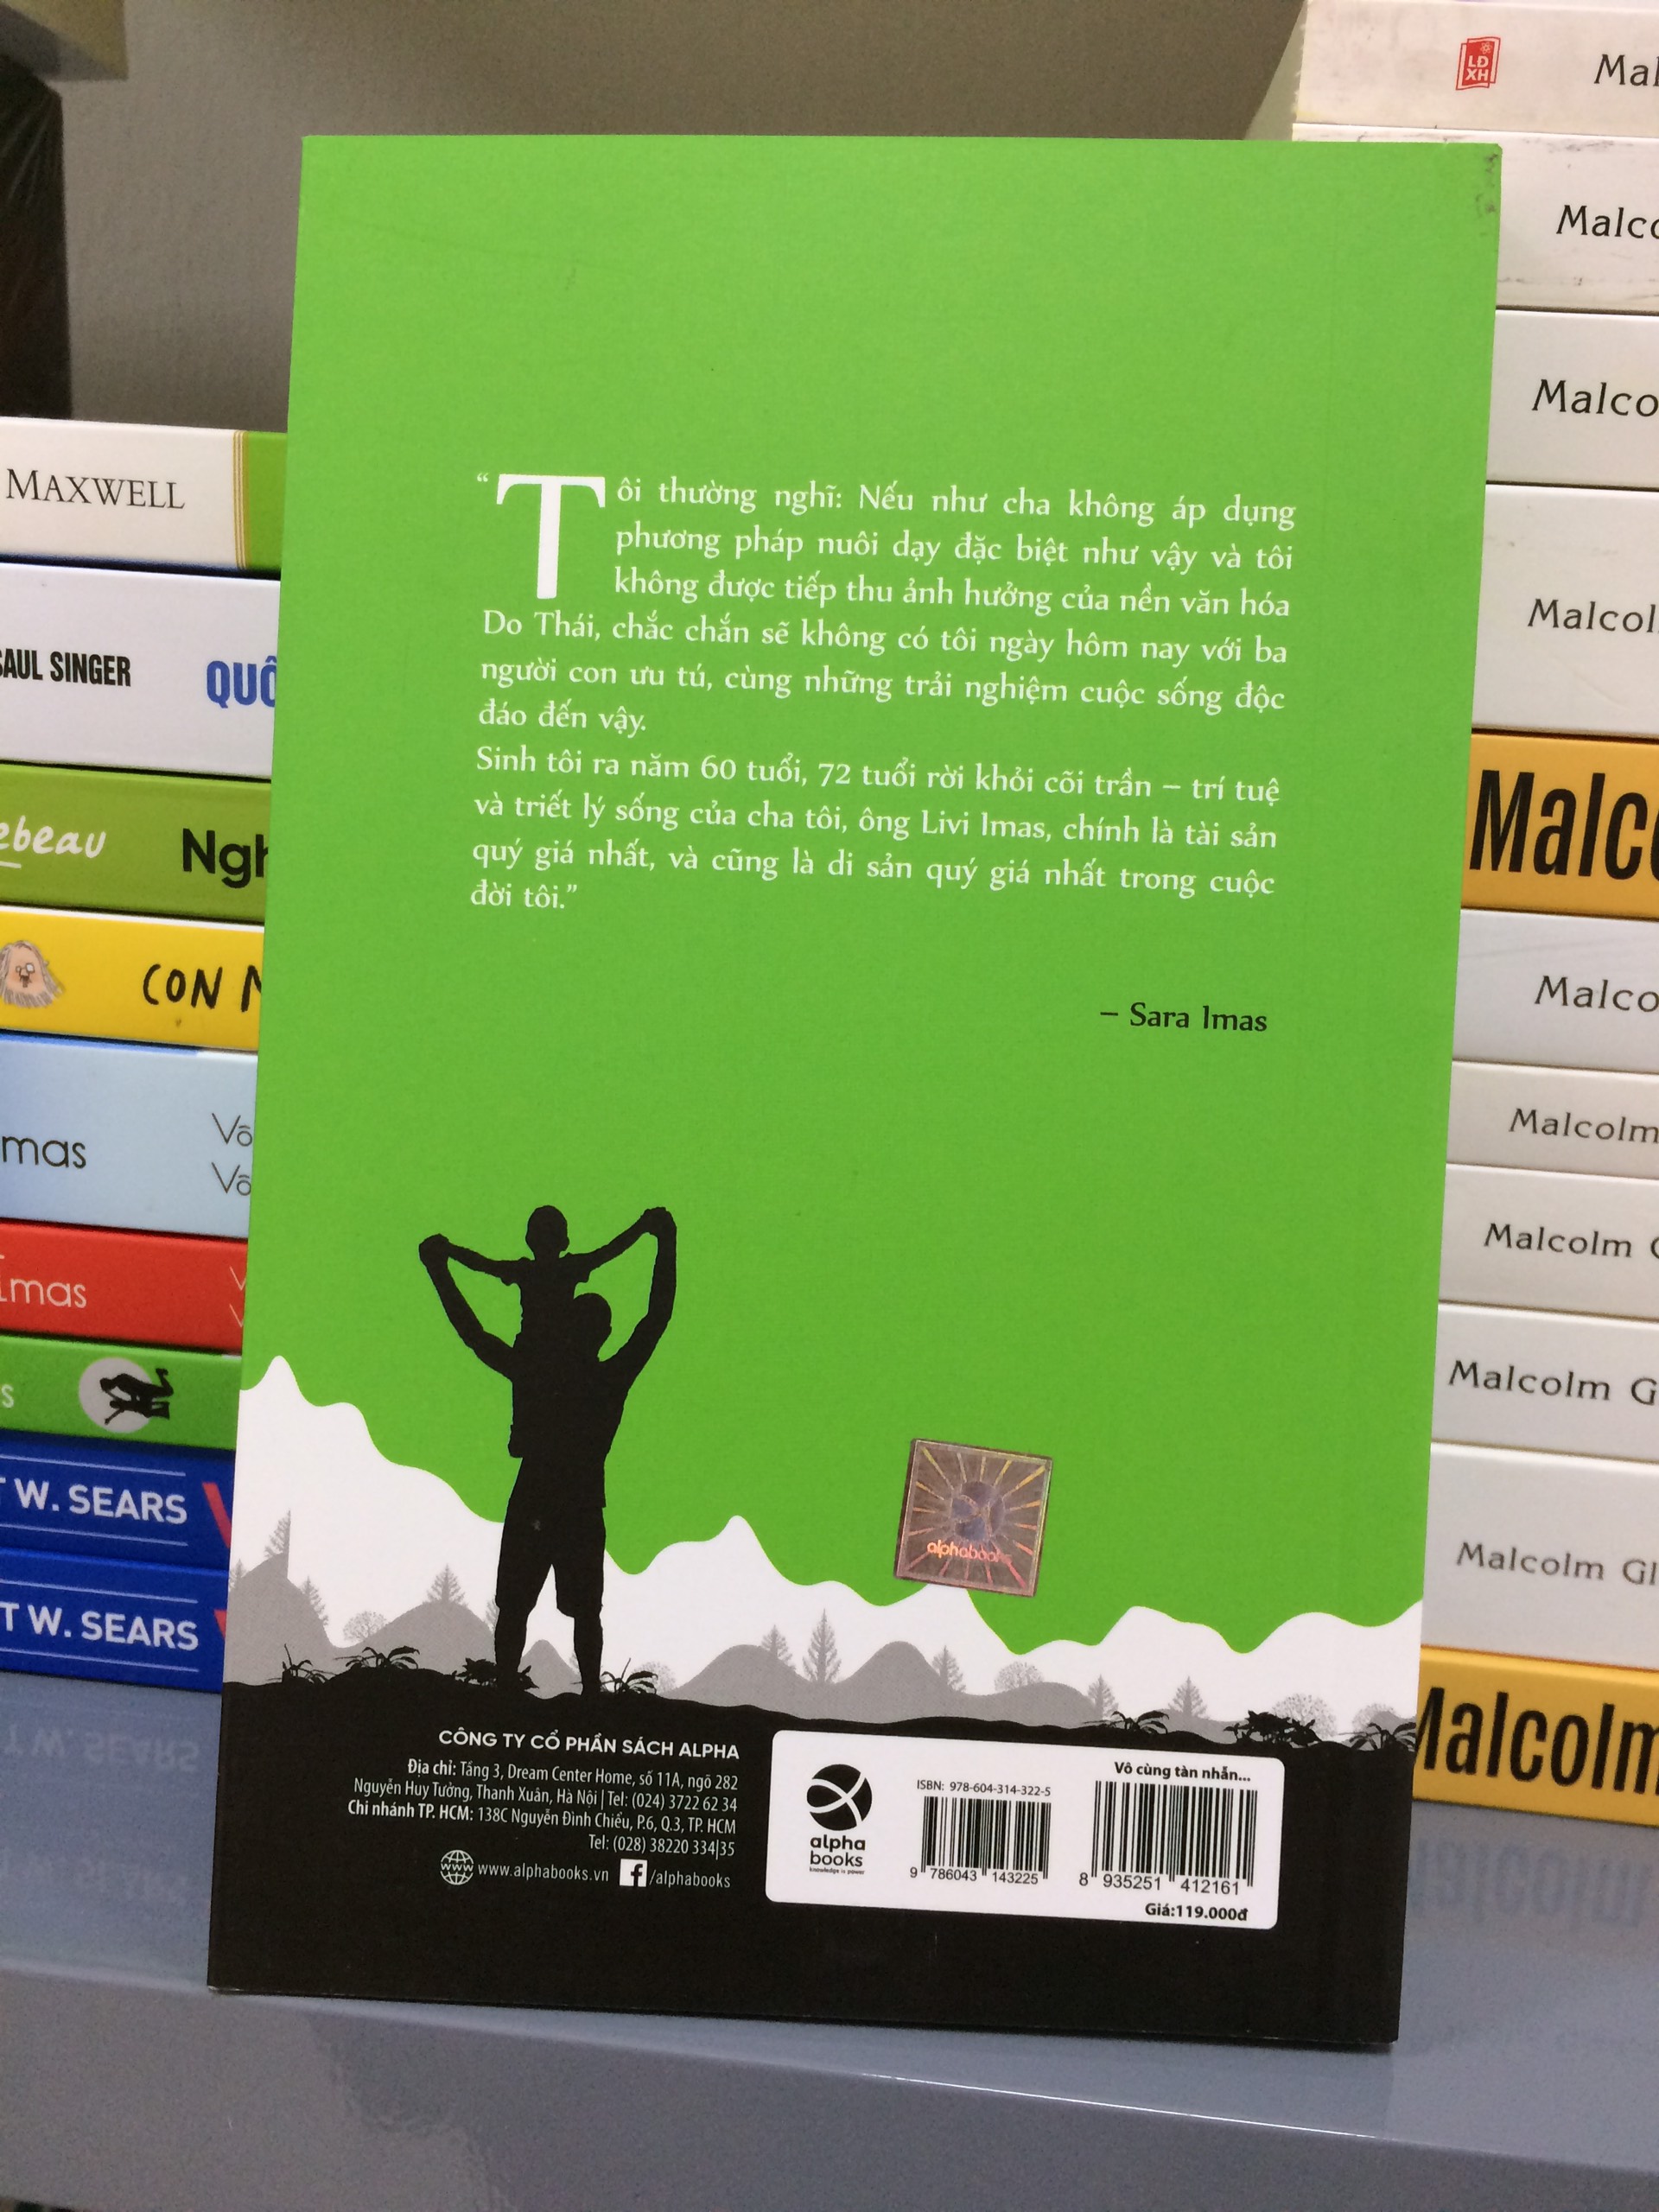 MAXWELL
SAUL SINGER
CON
W. SEARS
W. SEARS
“Tôi thường nghĩ: Nếu như cha không áp dụng
phương pháp nuôi dạy đặc biệt như vậy và tôi
không được tiếp thu ảnh hưởng của nền văn hóa
Do Thái, chắc chắn sẽ không có tôi ngày hôm nay với ba
người con ưu tú, cùng những trải nghiệm cuộc sống độc
đáo đến vậy.
Sinh tôi ra năm 60 tuổi, 72 tuổi rời khỏi cõi trần – trí tuệ
và triết lý sống của cha tôi, ông Livi Imas, chính là tài sản
quý giá nhất, và cũng là di sản quý giá nhất trong cuộc
đời tôi.”
– Sara Imas
alphabooks
CÔNG TY CỔ PHẦN SÁCH ALPHA
Địa chỉ: Tầng 3, Dream Center Home, số 11A, ngõ 282
Nguyễn Huy Tưởng, Thanh Xuân, Hà Nội | Tel: (024) 3722 62 34
Chi nhánh TP. HCM: 138C Nguyễn Đình Chiểu, P.6, Q.3, TP. HCM
Tel: (028) 38220 334|35
www www.alphabooks.vn f /alphabooks
alpha
books
knowledge is power
ISBN: 978-604-314-322-5
9 786043 143225
Vô cùng tàn nhẫn...
8 935251 412161
Giá:119.000đ
LĐ
XH
Malcolm
Malcolm
Malcolm
Malcolm